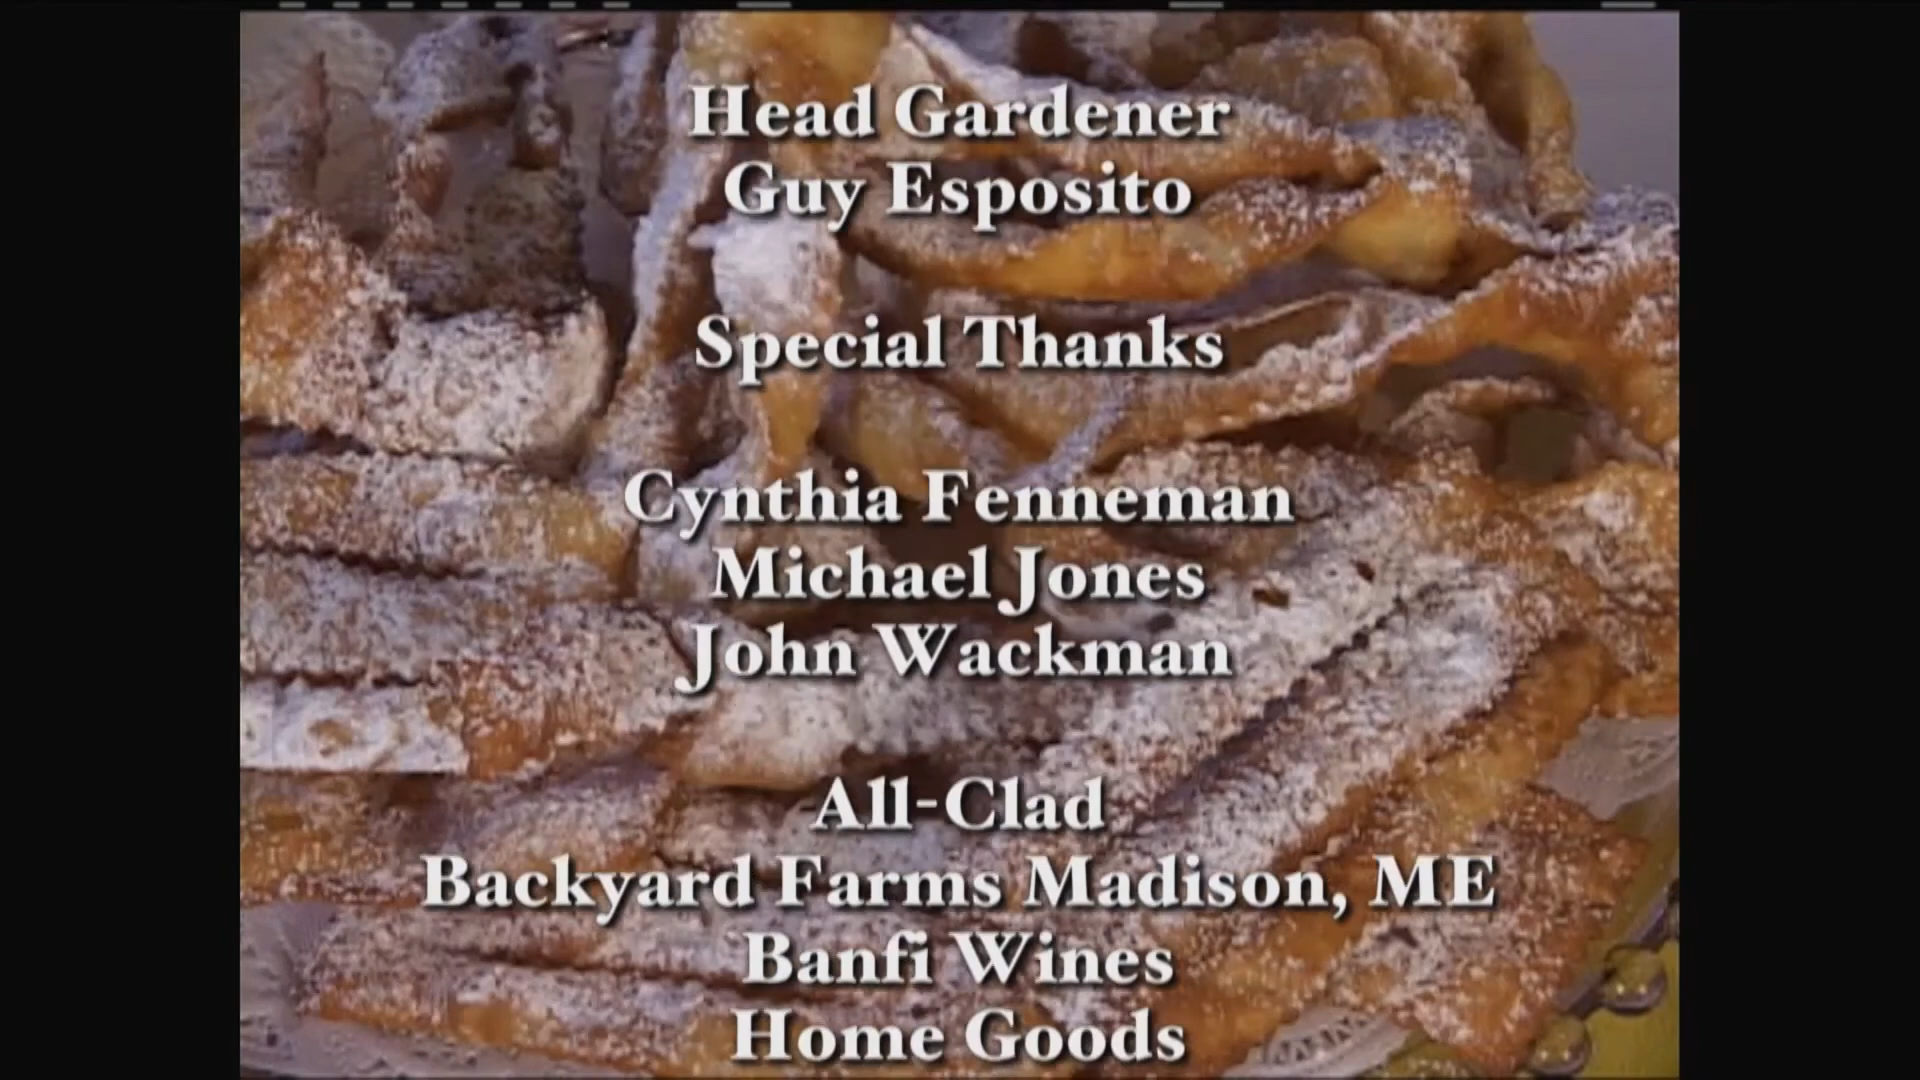 Head Gardener
Guy Esposito
Special Thanks
Cynthia Fenneman
Michael Jones
John Wackman
All-Clad
Backyard Farms Madison, ME
Banfi Wines
Home Goods